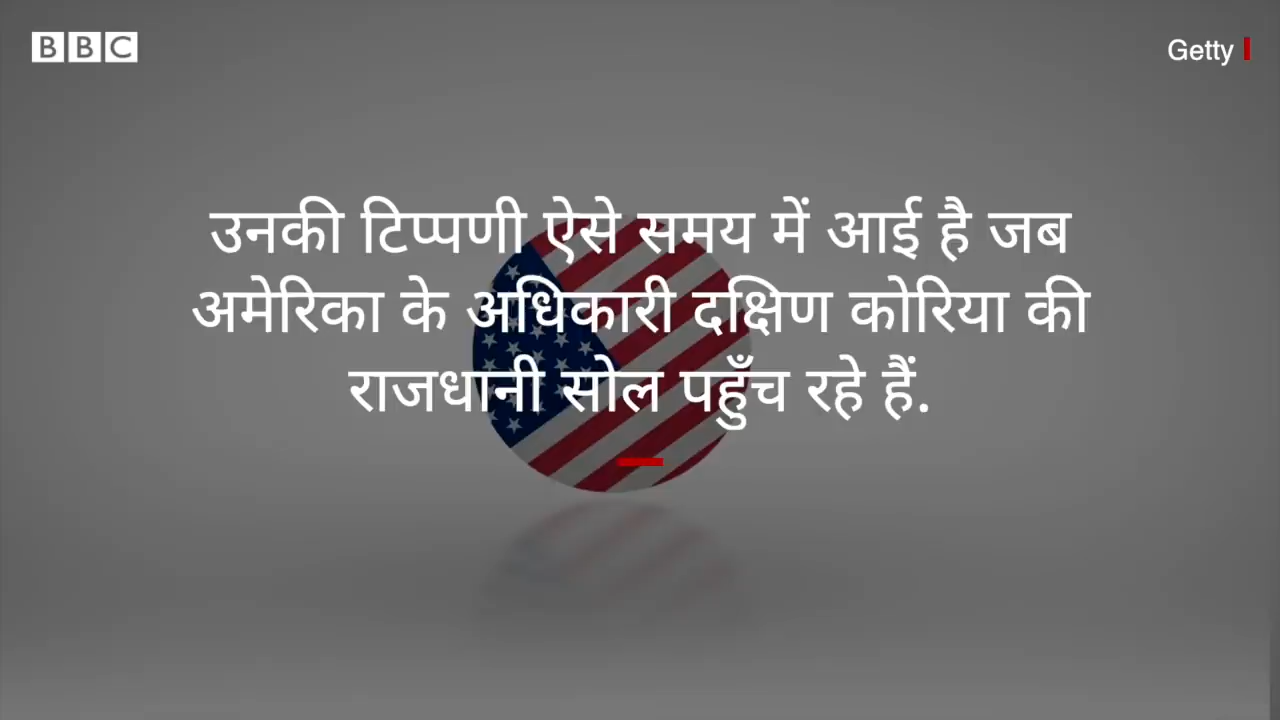 BBC
Getty
उनकी टिप्पणी ऐसे समय में आई है जब
अमेरिका के अधिकारी दक्षिण कोरिया की
राजधानी सोल पहुँच रहे हैं.